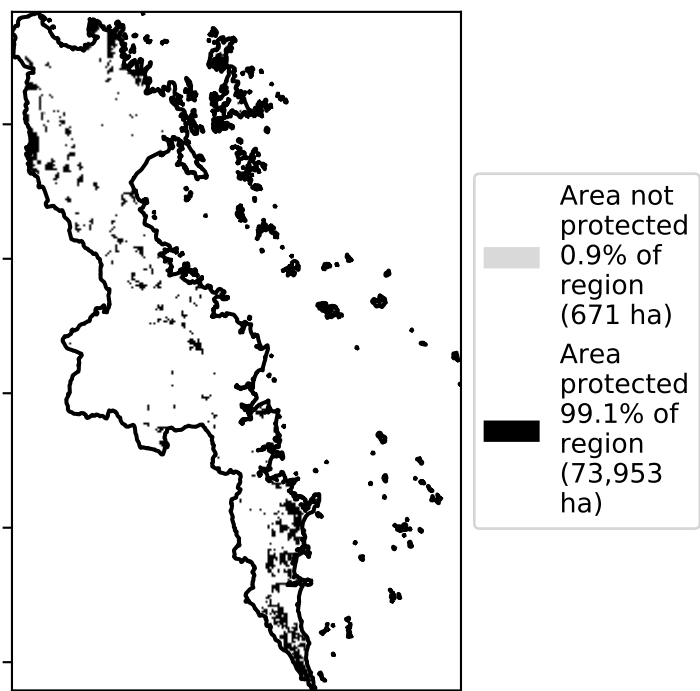 Area not
protected
0.9% of
region
(671 ha)
Area
protected
99.1% of
region
(73,953
ha)